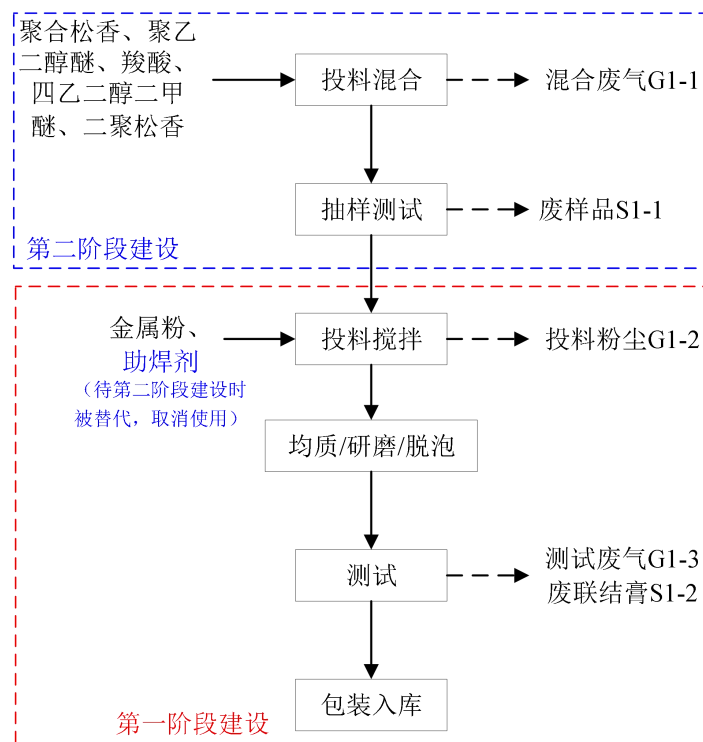 聚合松香、聚乙
二醇醚、羧酸、
四乙二醇二甲
醚、二聚松香
投料混合
混合废气G1-1
抽样测试
废样品S1-1
第二阶段建设
金属粉、
助焊剂
（待第二阶段建设时
被替代，取消使用）
投料搅拌
投料粉尘G1-2
均质/研磨/脱泡
测试
测试废气G1-3
废联结膏S1-2
包装入库
第一阶段建设